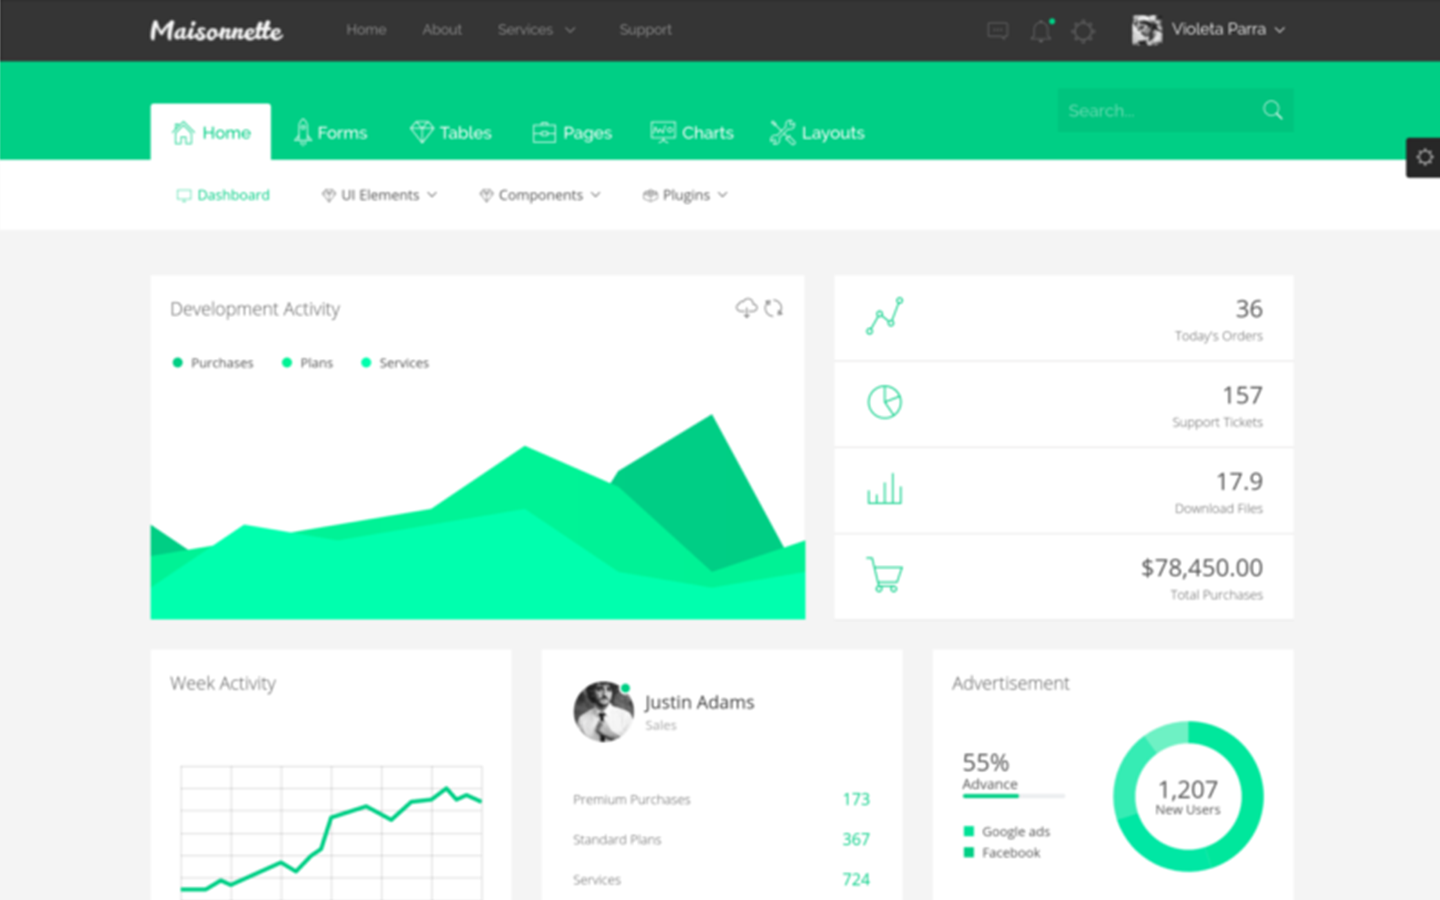 Maisonnette Home About Services Support Violeta Parra
Search...
Home Forms Tables Pages Charts Layouts
Dashboard UI Elements Components Plugins
Development Activity
Purchases Plans Services
36
Today's Orders
157
Support Tickets
17.9
Download Files
$78,450.00
Total Purchases
Week Activity
Justin Adams
Sales
Premium Purchases 173
Standard Plans 367
Services 724
Advertisement
55%
Advance
Google ads
Facebook
1,207
New Users